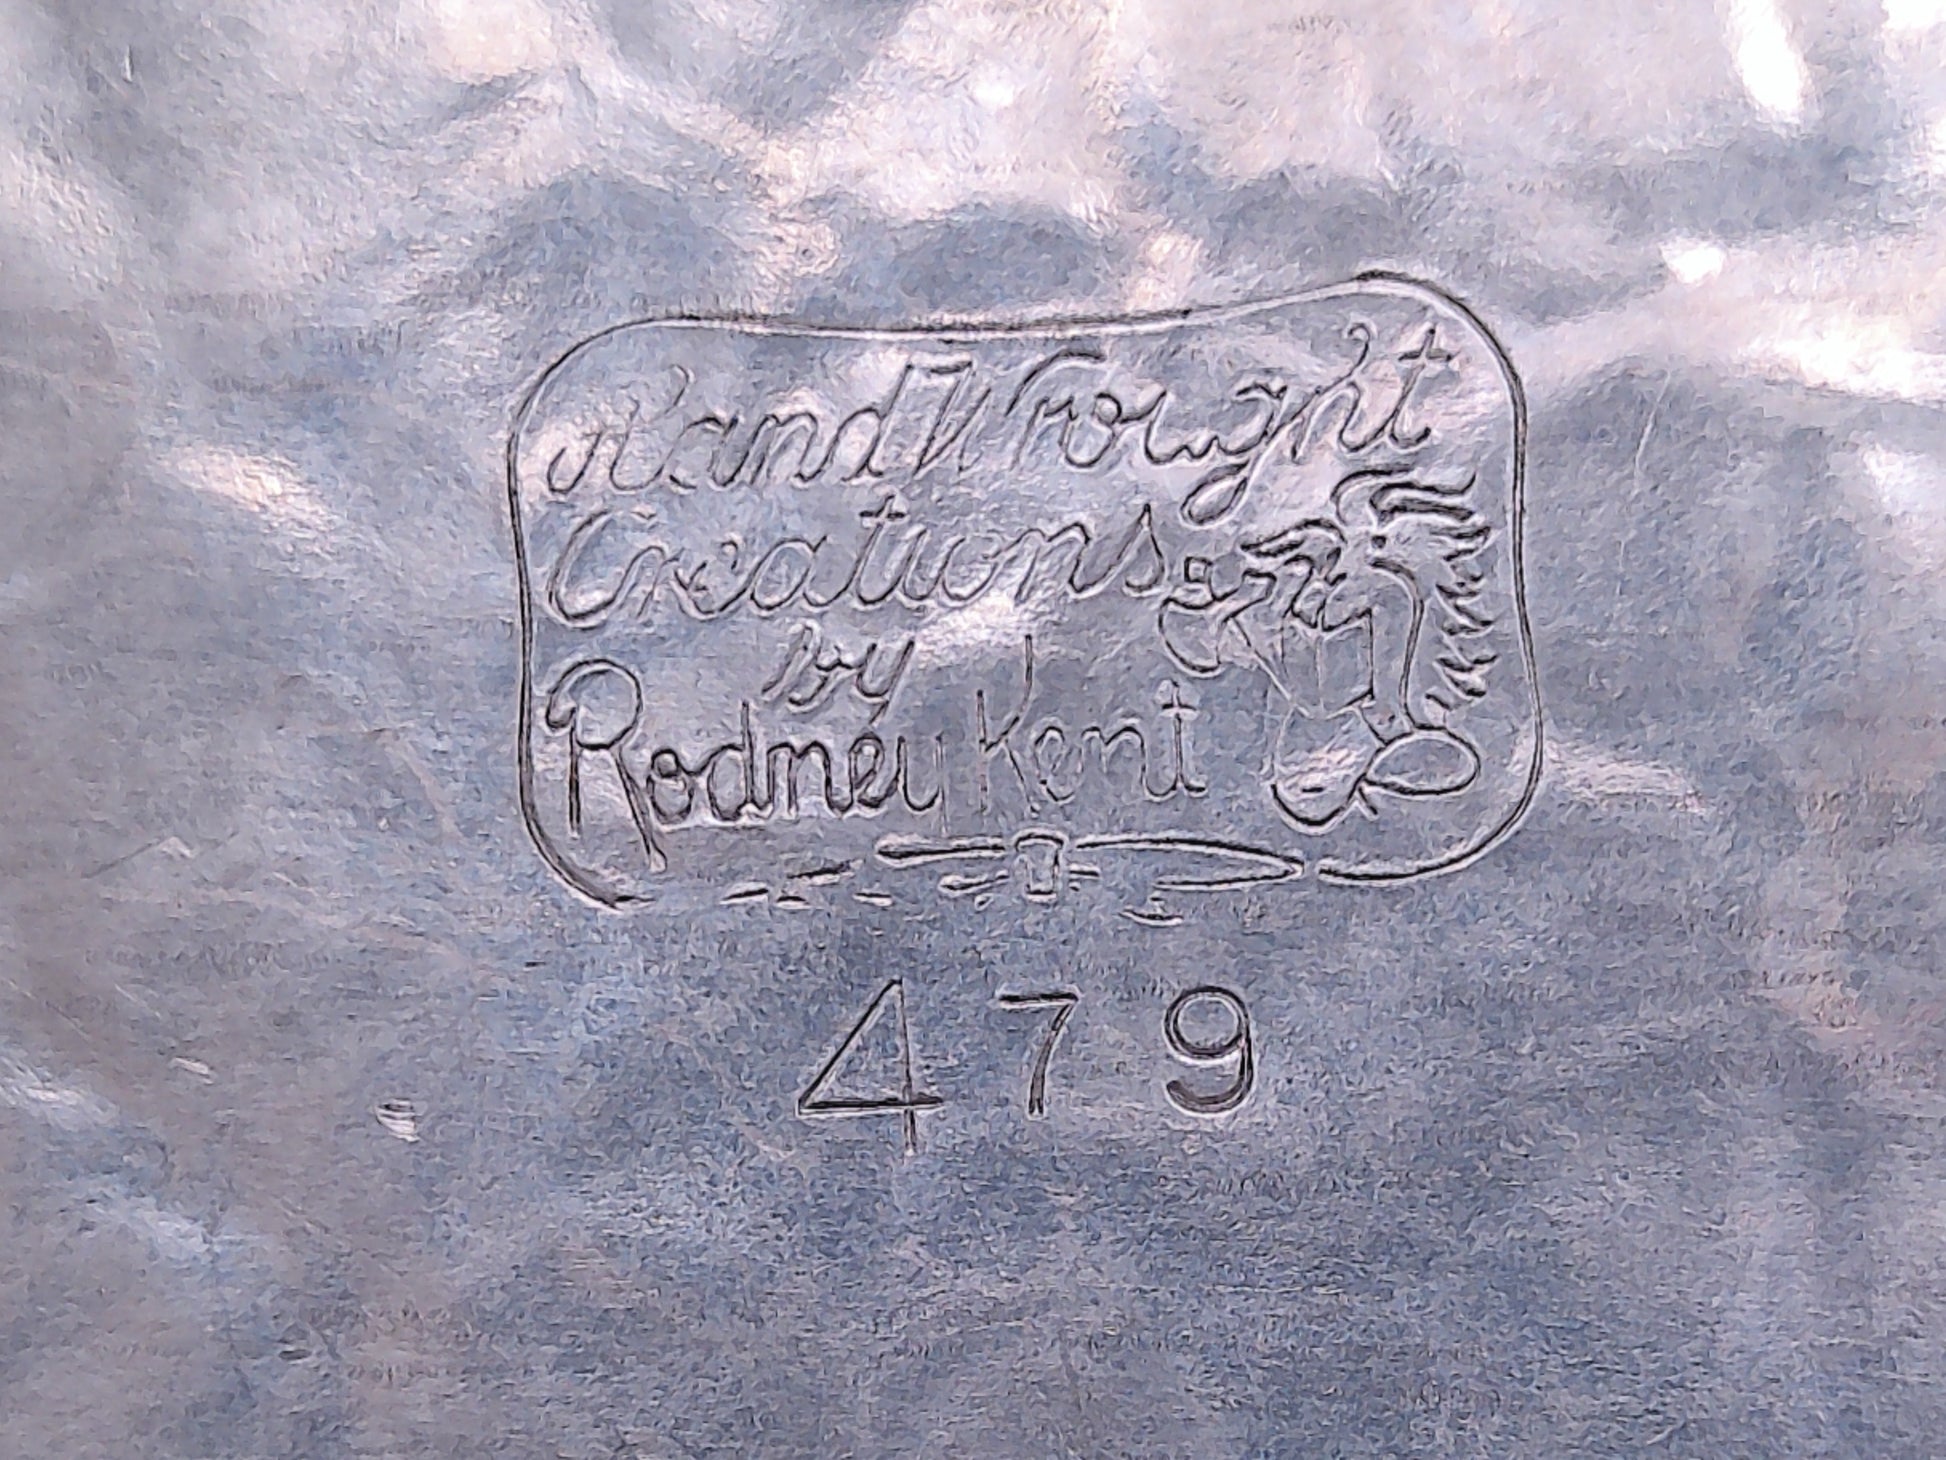 Hand Wrought
Creations
by
Rodney Kent
479